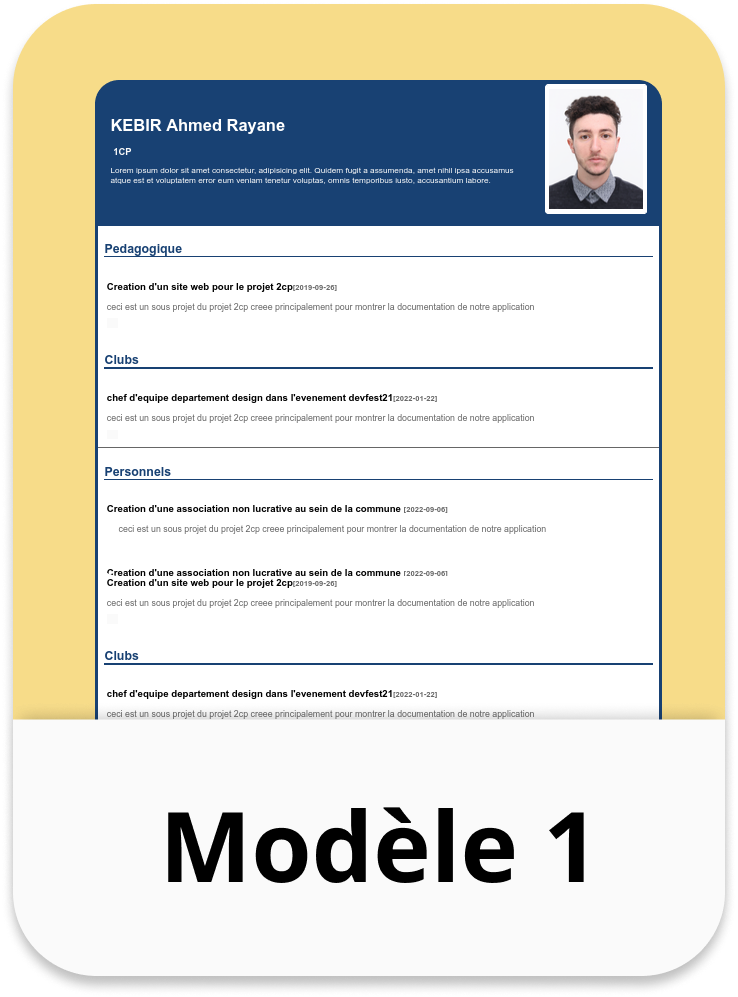 KEBIR Ahmed Rayane
1CP
Lorem ipsum dolor sit amet consectetur, adipisicing elit. Quidem fugit a assumenda, amet nihil ipsa accusamus
atque est et voluptatem error eum veniam tenetur voluptas, omnis temporibus iusto, accusantium labore.
Pedagogique
Creation d'un site web pour le projet 2cp[2019-09-26]
ceci est un sous projet du projet 2cp creee principalement pour montrer la documentation de notre application
Clubs
chef d'equipe departement design dans l'evenement devfest21[2022-01-22]
ceci est un sous projet du projet 2cp creee principalement pour montrer la documentation de notre application
Personnels
Creation d'une association non lucrative au sein de la commune [2022-09-06]
ceci est un sous projet du projet 2cp creee principalement pour montrer la documentation de notre application
Creation d'une association non lucrative au sein de la commune [2022-09-06]
Creation d'un site web pour le projet 2cp[2019-09-26]
ceci est un sous projet du projet 2cp creee principalement pour montrer la documentation de notre application
Clubs
chef d'equipe departement design dans l'evenement devfest21[2022-01-22]
ceci est un sous projet du projet 2cp creee principalement pour montrer la documentation de notre application
Modèle 1